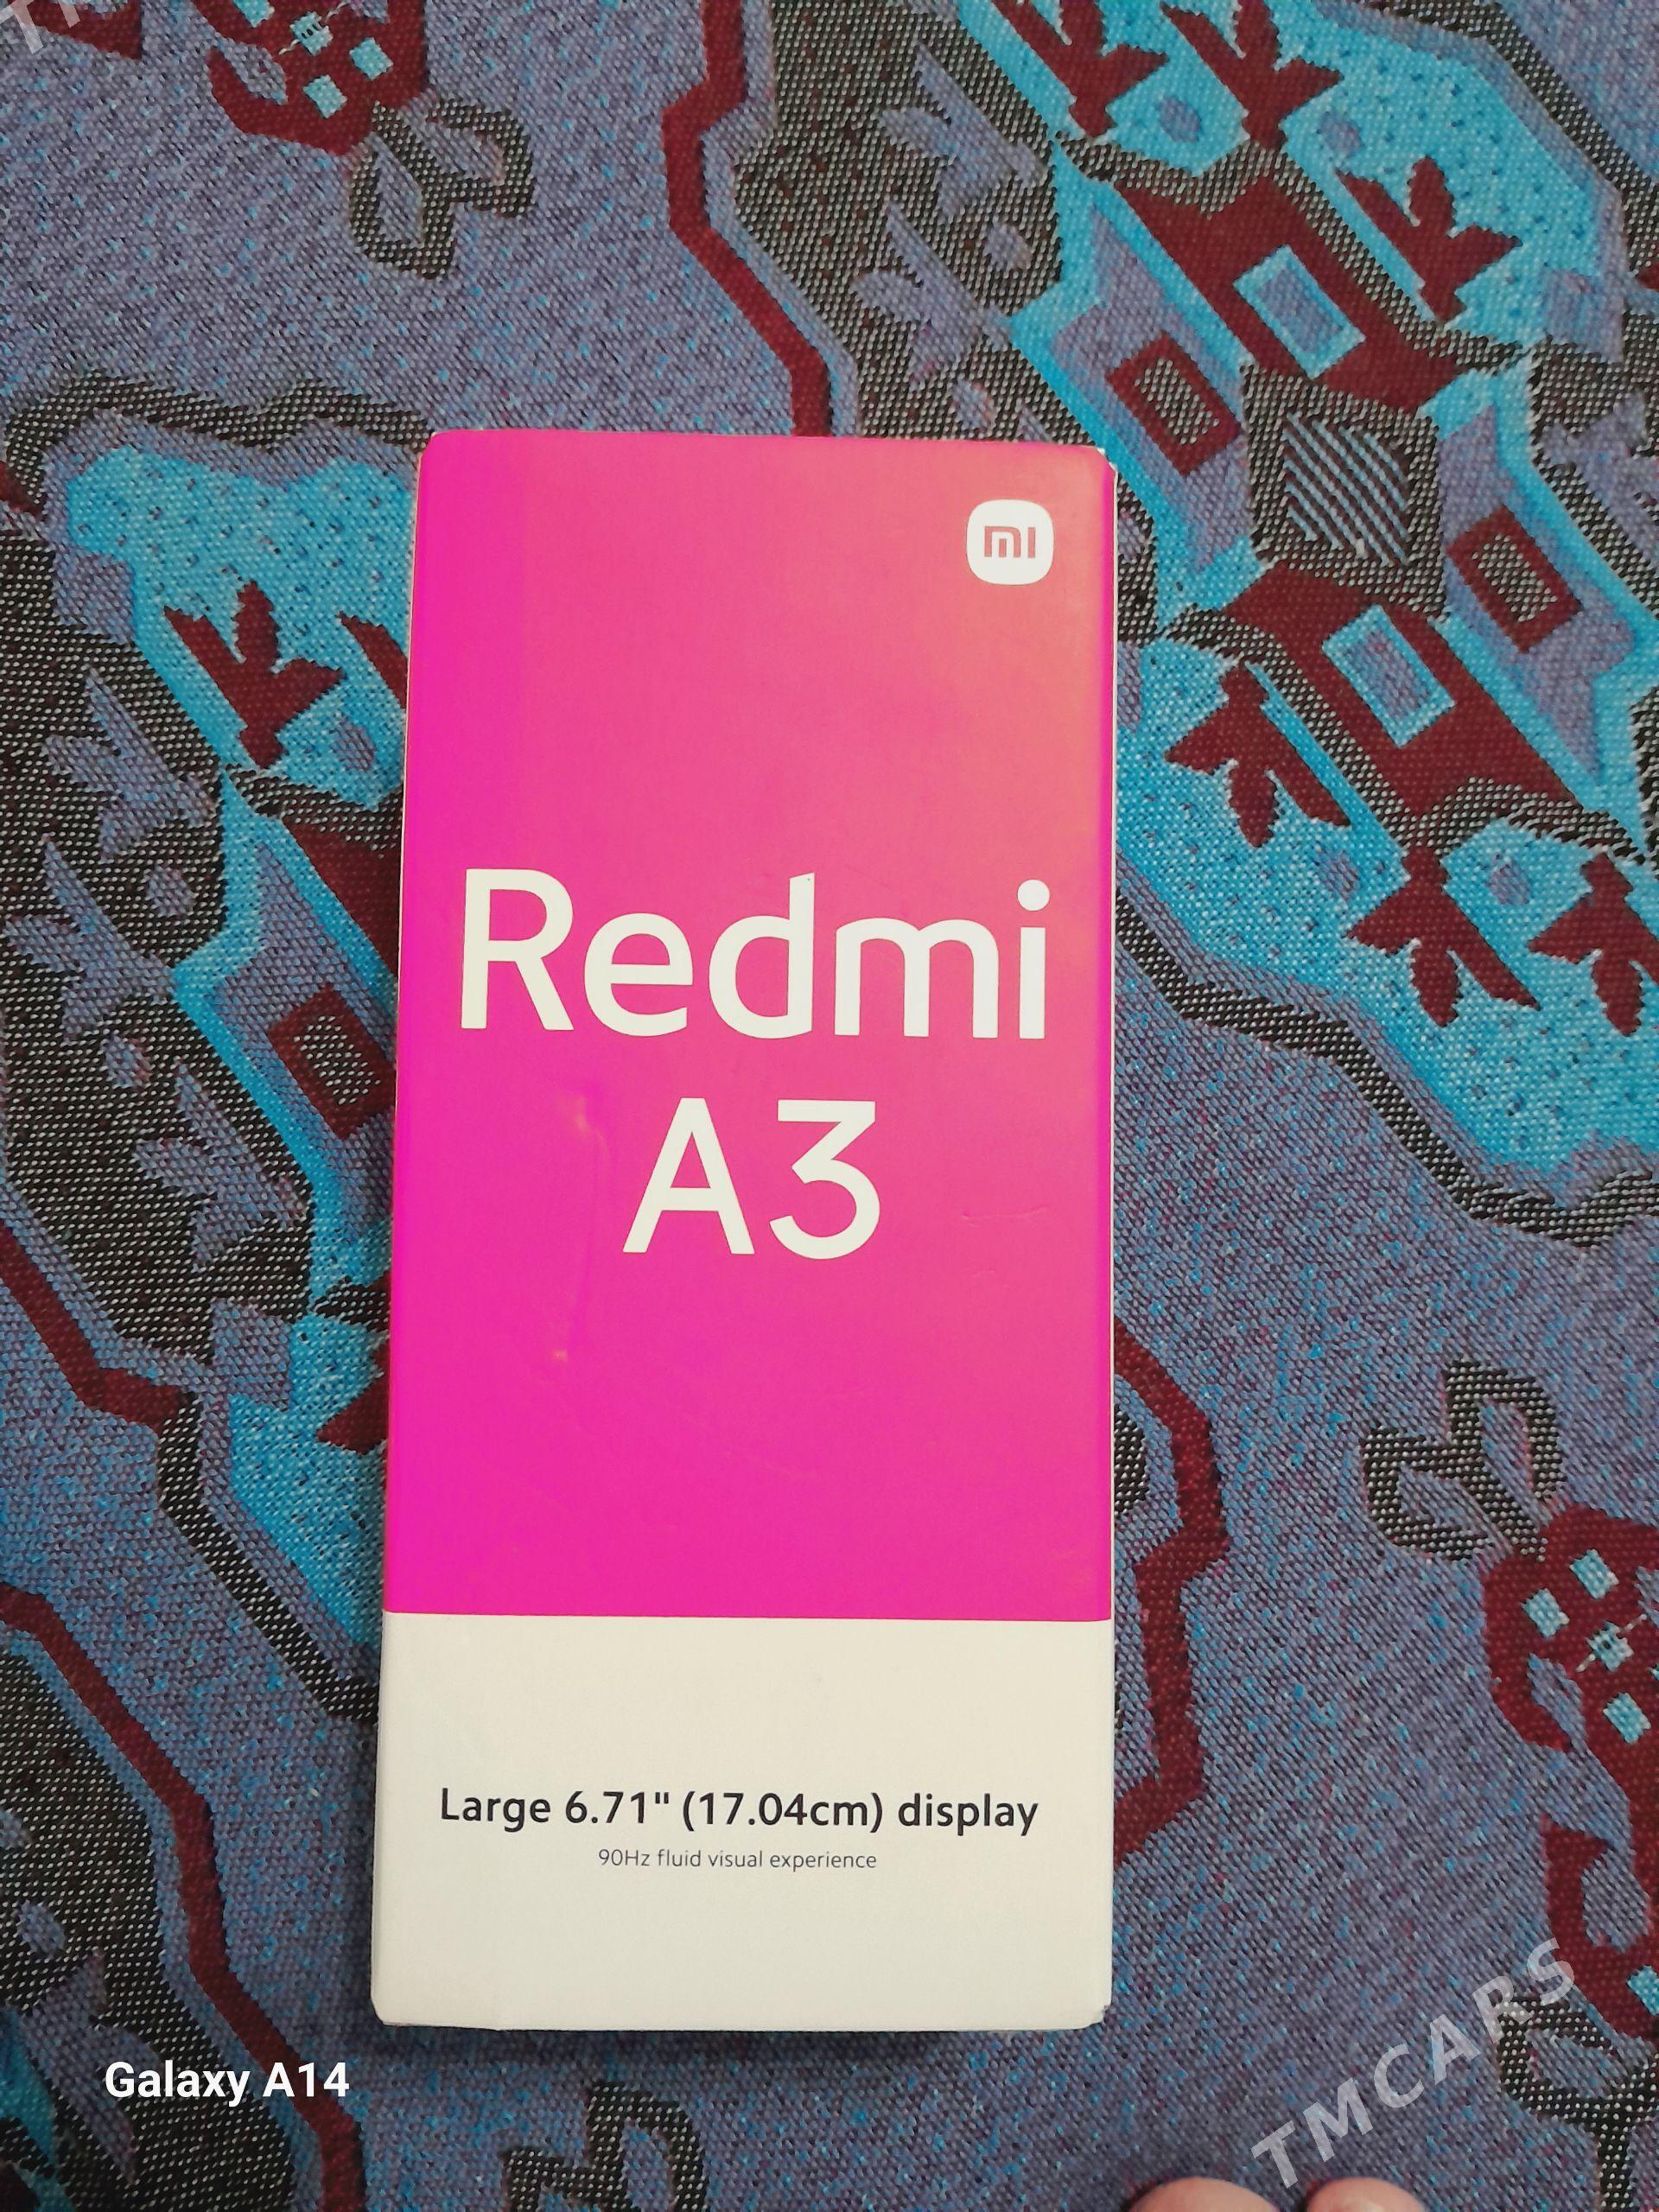 mi
Redmi
A3
Large 6.71" (17.04cm) display
90Hz fluid visual experience
Galaxy A14
TMCARS